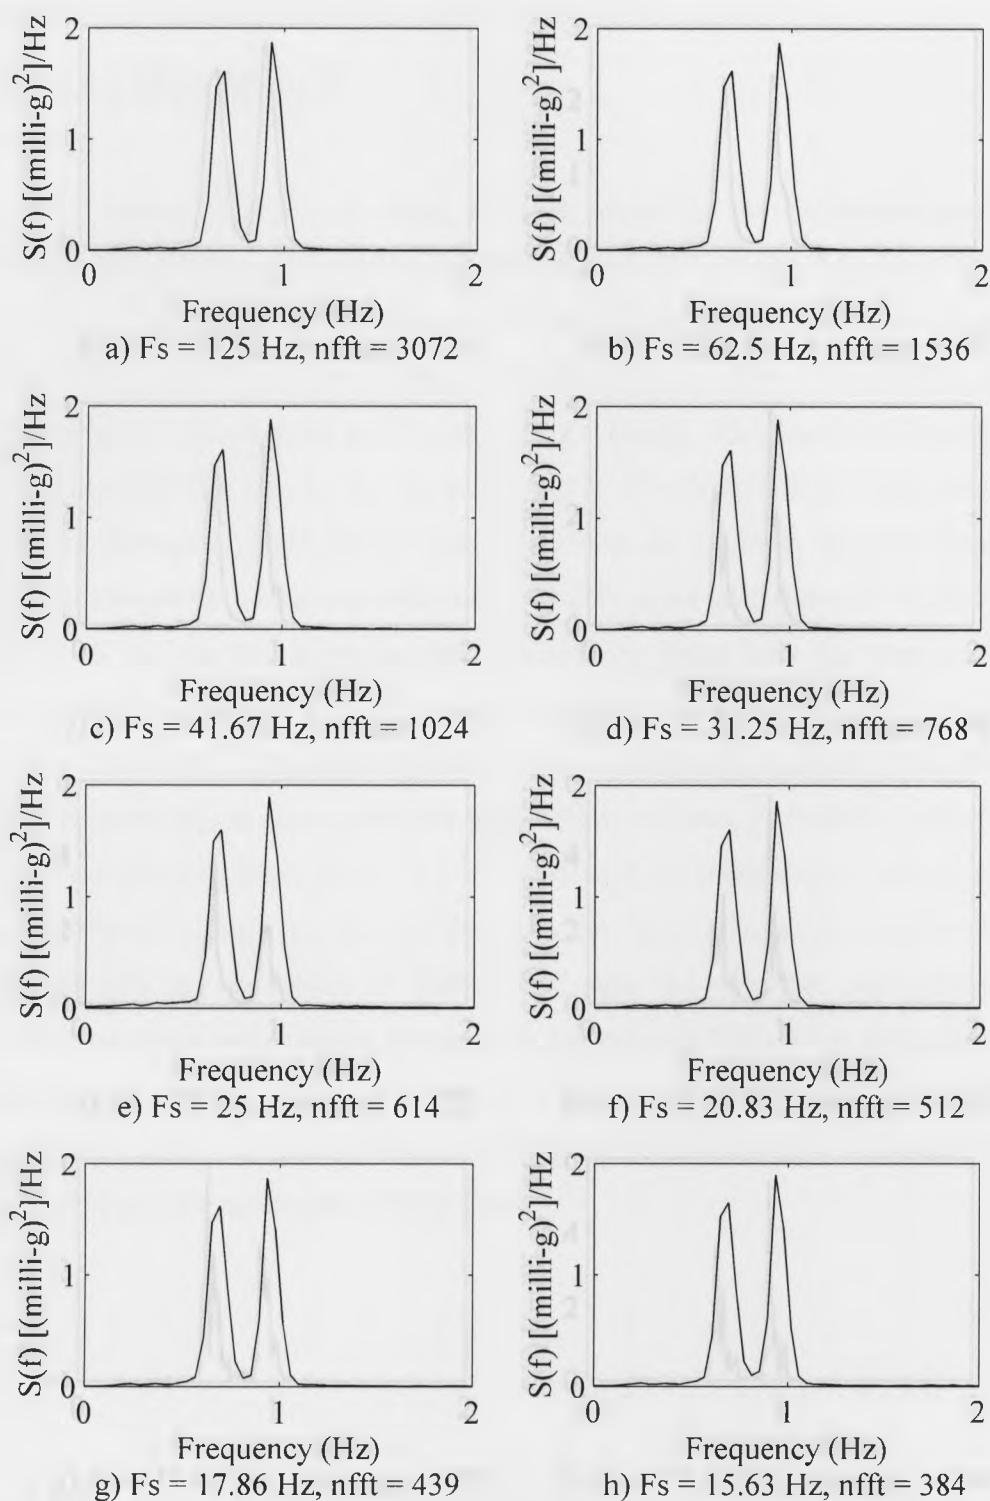 2
1
0
S(f) [(milli-g)²]/Hz
0 1 2
Frequency (Hz)
a) Fs = 125 Hz, nfft = 3072
2
1
0
S(f) [(milli-g)²]/Hz
0 1 2
Frequency (Hz)
b) Fs = 62.5 Hz, nfft = 1536
2
1
0
S(f) [(milli-g)²]/Hz
0 1 2
Frequency (Hz)
c) Fs = 41.67 Hz, nfft = 1024
2
1
0
S(f) [(milli-g)²]/Hz
0 1 2
Frequency (Hz)
d) Fs = 31.25 Hz, nfft = 768
2
1
0
S(f) [(milli-g)²]/Hz
0 1 2
Frequency (Hz)
e) Fs = 25 Hz, nfft = 614
2
1
0
S(f) [(milli-g)²]/Hz
0 1 2
Frequency (Hz)
f) Fs = 20.83 Hz, nfft = 512
2
1
0
S(f) [(milli-g)²]/Hz
0 1 2
Frequency (Hz)
g) Fs = 17.86 Hz, nfft = 439
2
1
0
S(f) [(milli-g)²]/Hz
0 1 2
Frequency (Hz)
h) Fs = 15.63 Hz, nfft = 384